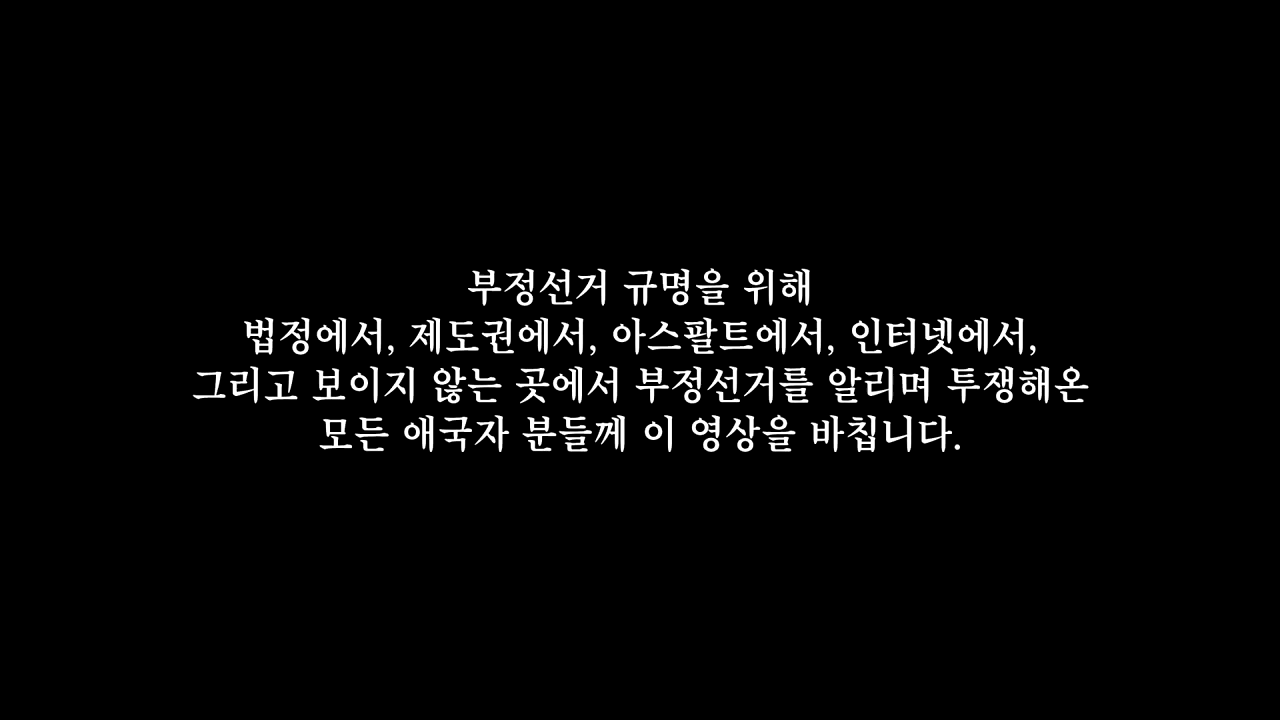 부정선거 규명을 위해
법정에서, 제도권에서, 아스팔트에서, 인터넷에서,
그리고 보이지 않는 곳에서 부정선거를 알리며 투쟁해온
모든 애국자 분들께 이 영상을 바칩니다.